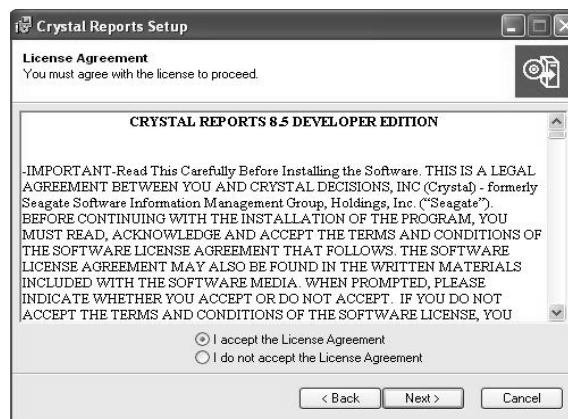 Crystal Reports Setup
License Agreement
You must agree with the license to proceed.
CRYSTAL REPORTS 8.5 DEVELOPER EDITION
-IMPORTANT-Read This Carefully Before Installing the Software. THIS IS A LEGAL
AGREEMENT BETWEEN YOU AND CRYSTAL DECISIONS, INC (Crystal) - formerly
Seagate Software Information Management Group, Holdings, Inc. (“Seagate”).
BEFORE CONTINUING WITH THE INSTALLATION OF THE PROGRAM, YOU
MUST READ, ACKNOWLEDGE AND ACCEPT THE TERMS AND CONDITIONS OF
THE SOFTWARE LICENSE AGREEMENT THAT FOLLOWS. THE SOFTWARE
LICENSE AGREEMENT MAY ALSO BE FOUND IN THE WRITTEN MATERIALS
INCLUDED WITH THE SOFTWARE MEDIA. WHEN PROMPTED, PLEASE
INDICATE WHETHER YOU ACCEPT OR DO NOT ACCEPT. IF YOU DO NOT
ACCEPT THE TERMS AND CONDITIONS OF THE SOFTWARE LICENSE, YOU
I accept the License Agreement
I do not accept the License Agreement
< Back
Next >
Cancel